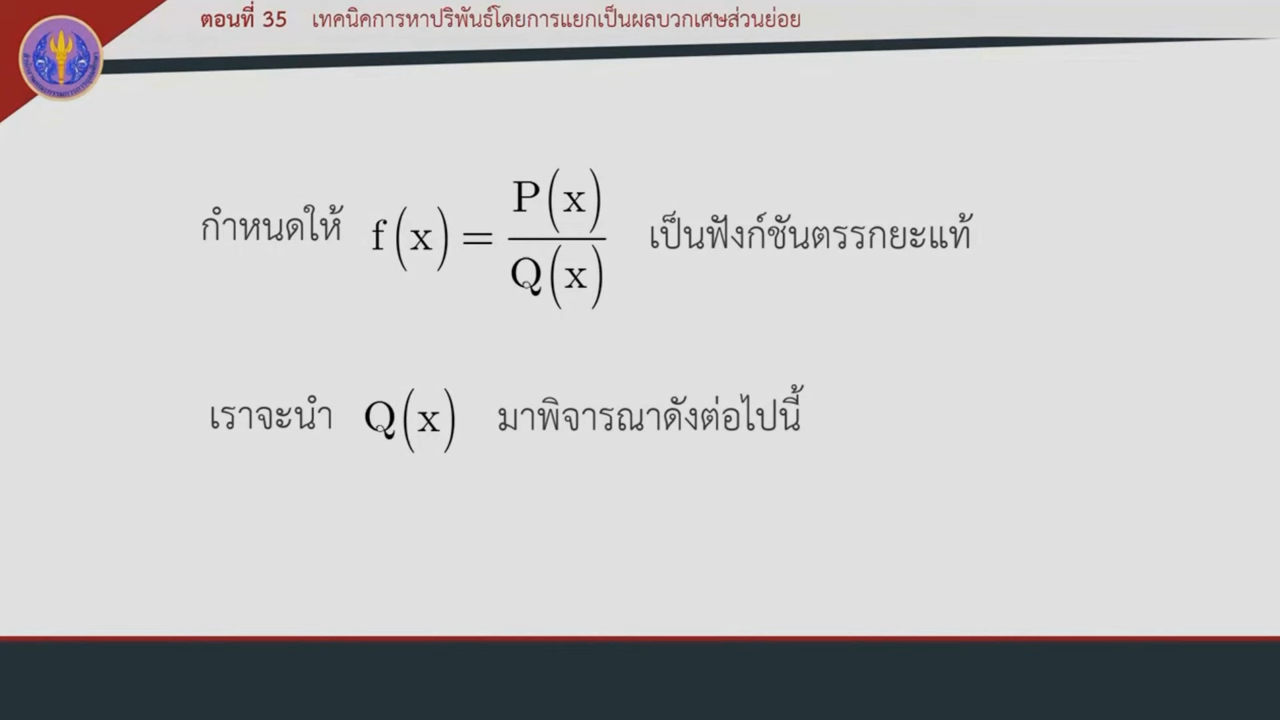 ตอนที่ 35 เทคนิคการหาปริพันธ์โดยการแยกเป็นผลบวกเศษส่วนย่อย
กำหนดให้ f(x) = P(x)/Q(x) เป็นฟังก์ชันตรรกยะแท้
เราจะนำ Q(x) มาพิจารณาดังต่อไปนี้